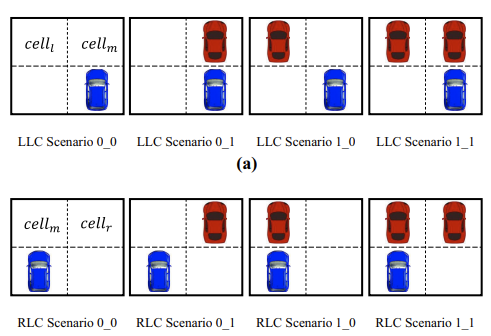 cell_l cell_m
LLC Scenario 0_0 LLC Scenario 0_1 LLC Scenario 1_0 LLC Scenario 1_1
(a)
cell_m cell_r
RLC Scenario 0_0 RLC Scenario 0_1 RLC Scenario 1_0 RLC Scenario 1_1